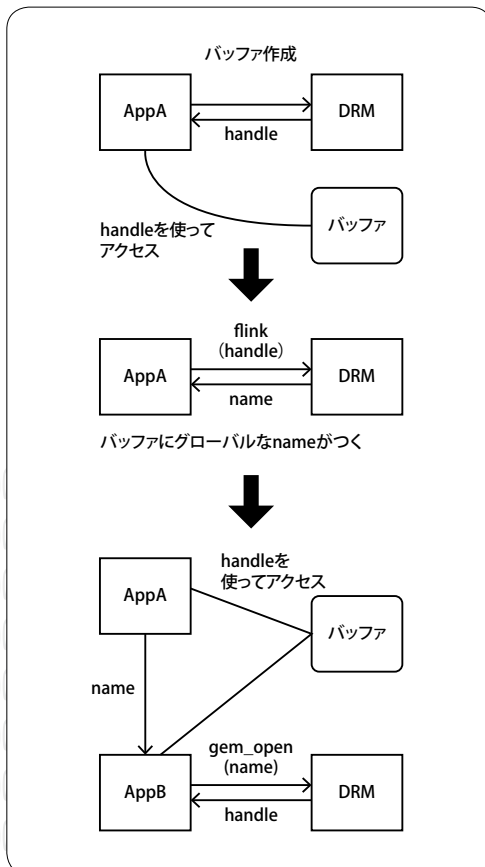 バッファ作成
AppA
DRM
handle
handleを使って
アクセス
バッファ
flink
（handle）
AppA
DRM
name
バッファにグローバルなnameがつく
handleを
使ってアクセス
AppA
バッファ
name
gem_open
(name)
AppB
DRM
handle